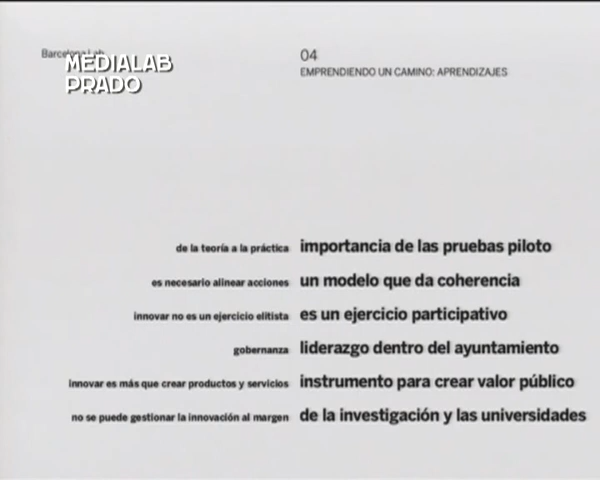 Barcelona Lab
MEDIALAB
PRADO
04
EMPRENDIENDO UN CAMINO: APRENDIZAJES
de la teoría a la práctica importancia de las pruebas piloto
es necesario alinear acciones un modelo que da coherencia
innovar no es un ejercicio elitista es un ejercicio participativo
gobernanza liderazgo dentro del ayuntamiento
innovar es más que crear productos y servicios instrumento para crear valor público
no se puede gestionar la innovación al margen de la investigación y las universidades